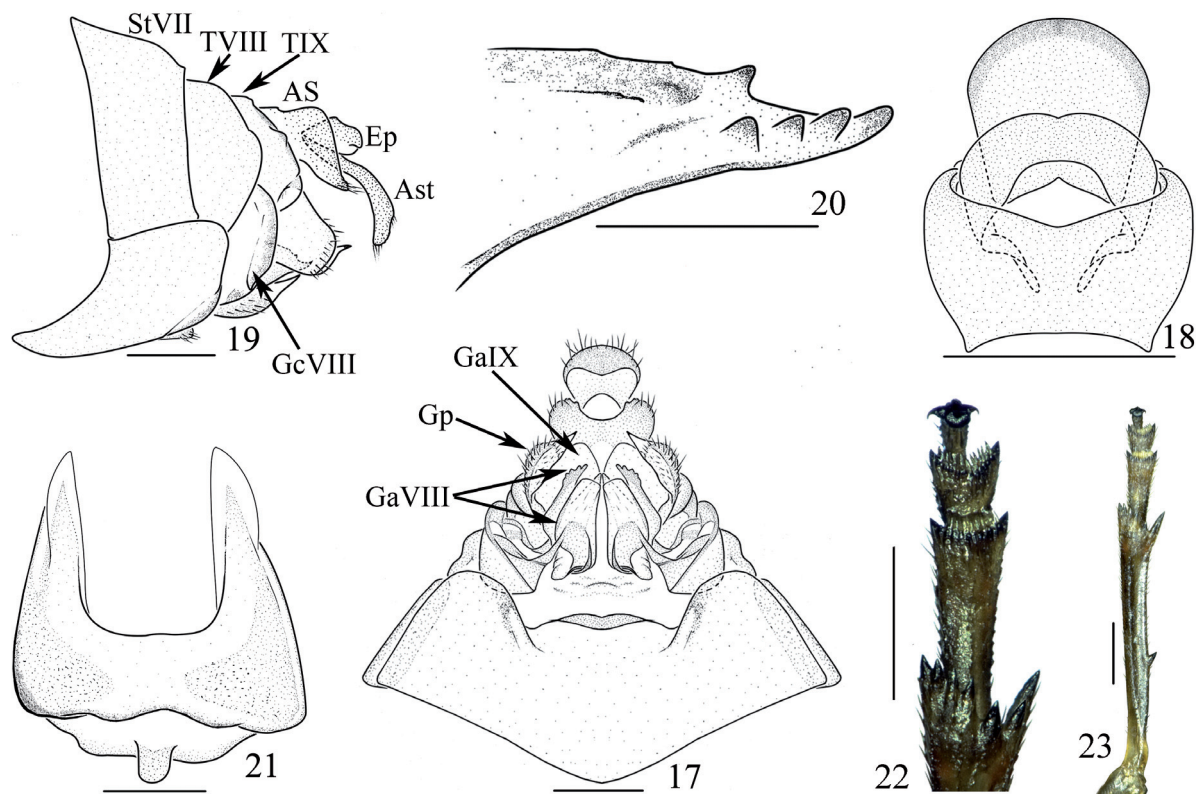 StVII
TVIII
TIX
AS
Ep
Ast
GcVIII
19
20
18
GaIX
Gp
GaVIII
21
17
22
23